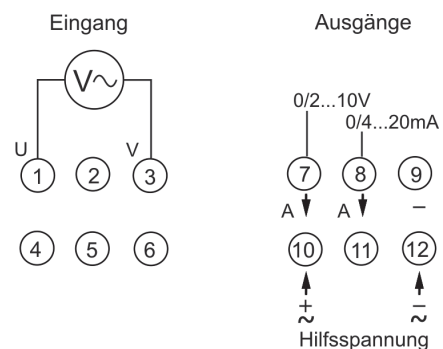 Eingang Ausgänge
V~
0/2...10V
0/4...20mA
U V
1 2 3 7 8 9
A A –
4 5 6 10 11 12
+ –
~ ~
Hilfsspannung